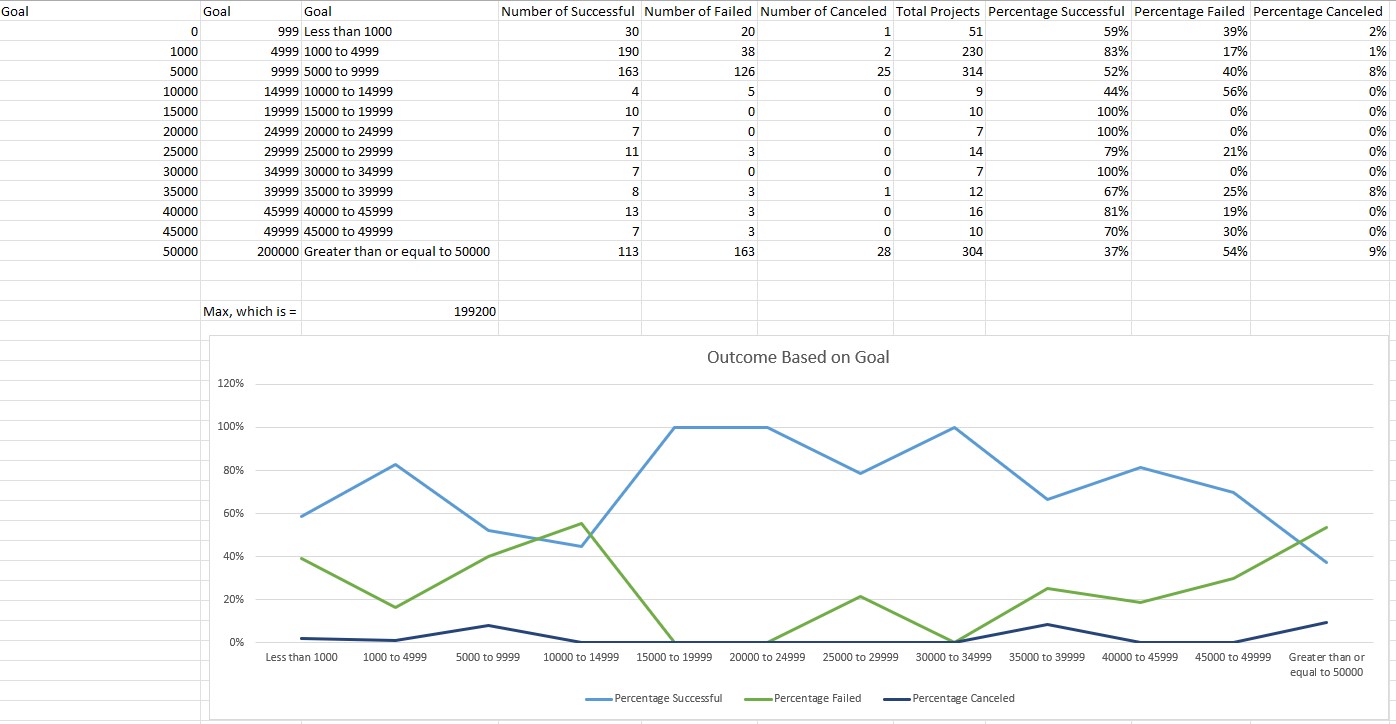 Goal Goal Goal Number of Successful Number of Failed Number of Canceled Total Projects Percentage Successful Percentage Failed Percentage Canceled
0 999 Less than 1000 30 20 1 51 59% 39% 2%
1000 4999 1000 to 4999 190 38 2 230 83% 17% 1%
5000 9999 5000 to 9999 163 126 25 314 52% 40% 8%
10000 14999 10000 to 14999 4 5 0 9 44% 56% 0%
15000 19999 15000 to 19999 10 0 0 10 100% 0% 0%
20000 24999 20000 to 24999 7 0 0 7 100% 0% 0%
25000 29999 25000 to 29999 11 3 0 14 79% 21% 0%
30000 34999 30000 to 34999 7 0 0 7 100% 0% 0%
35000 39999 35000 to 39999 8 3 1 12 67% 25% 8%
40000 45999 40000 to 45999 13 3 0 16 81% 19% 0%
45000 49999 45000 to 49999 7 3 0 10 70% 30% 0%
50000 200000 Greater than or equal to 50000 113 163 28 304 37% 54% 9%
Max, which is = 199200
Outcome Based on Goal
120%
100%
80%
60%
40%
20%
0%
Less than 1000 1000 to 4999 5000 to 9999 10000 to 14999 15000 to 19999 20000 to 24999 25000 to 29999 30000 to 34999 35000 to 39999 40000 to 45999 45000 to 49999 Greater than or
equal to 50000
Percentage Successful Percentage Failed Percentage Canceled